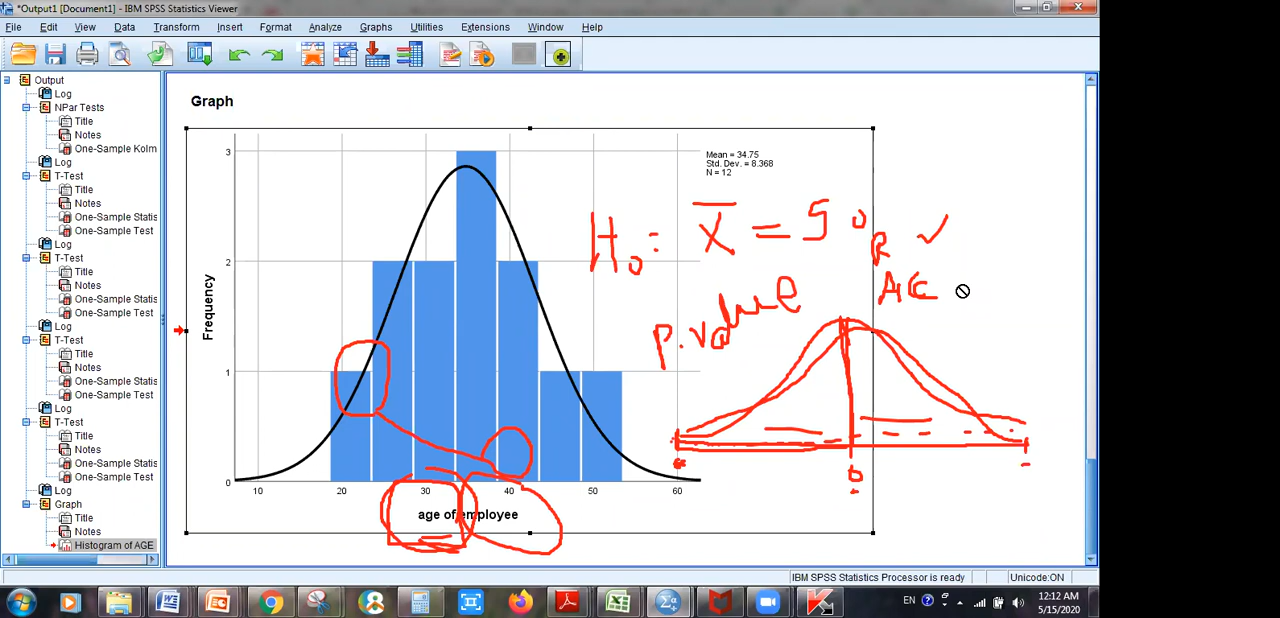 *Output1 [Document1] - IBM SPSS Statistics Viewer
File Edit View Data Transform Insert Format Analyze Graphs Utilities Extensions Window Help
Output
Log
NPar Tests
Title
Notes
One-Sample Kolm
Log
T-Test
Title
Notes
One-Sample Statis
One-Sample Test
Log
T-Test
Title
Notes
One-Sample Statis
One-Sample Test
Log
T-Test
Title
Notes
One-Sample Statis
One-Sample Test
Log
T-Test
Title
Notes
One-Sample Statis
One-Sample Test
Log
Graph
Title
Notes
Histogram of AGE
Graph
Mean = 34.75
Std. Dev. = 8.368
N = 12
Frequency
3
2
1
0
10 20 30 40 50 60
age of employee
H0: X̅ = 50
R ✓
P.value
0
IBM SPSS Statistics Processor is ready
Unicode:ON
EN
12:12 AM
5/15/2020